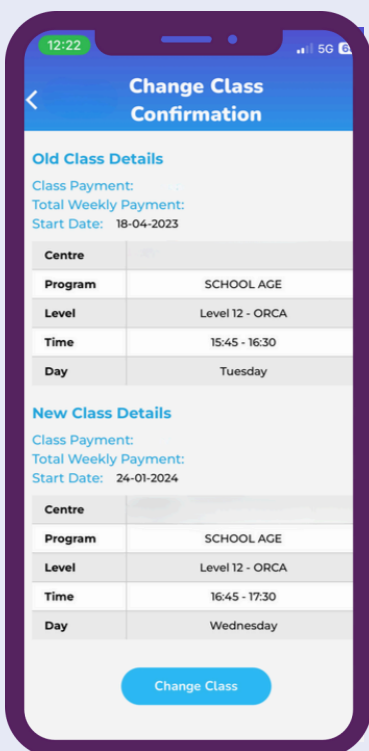 12:22 5G
Change Class
Confirmation
Old Class Details
Class Payment:
Total Weekly Payment:
Start Date: 18-04-2023
Centre
Program SCHOOL AGE
Level Level 12 - ORCA
Time 15:45 - 16:30
Day Tuesday
New Class Details
Class Payment:
Total Weekly Payment:
Start Date: 24-01-2024
Centre
Program SCHOOL AGE
Level Level 12 - ORCA
Time 16:45 - 17:30
Day Wednesday
Change Class